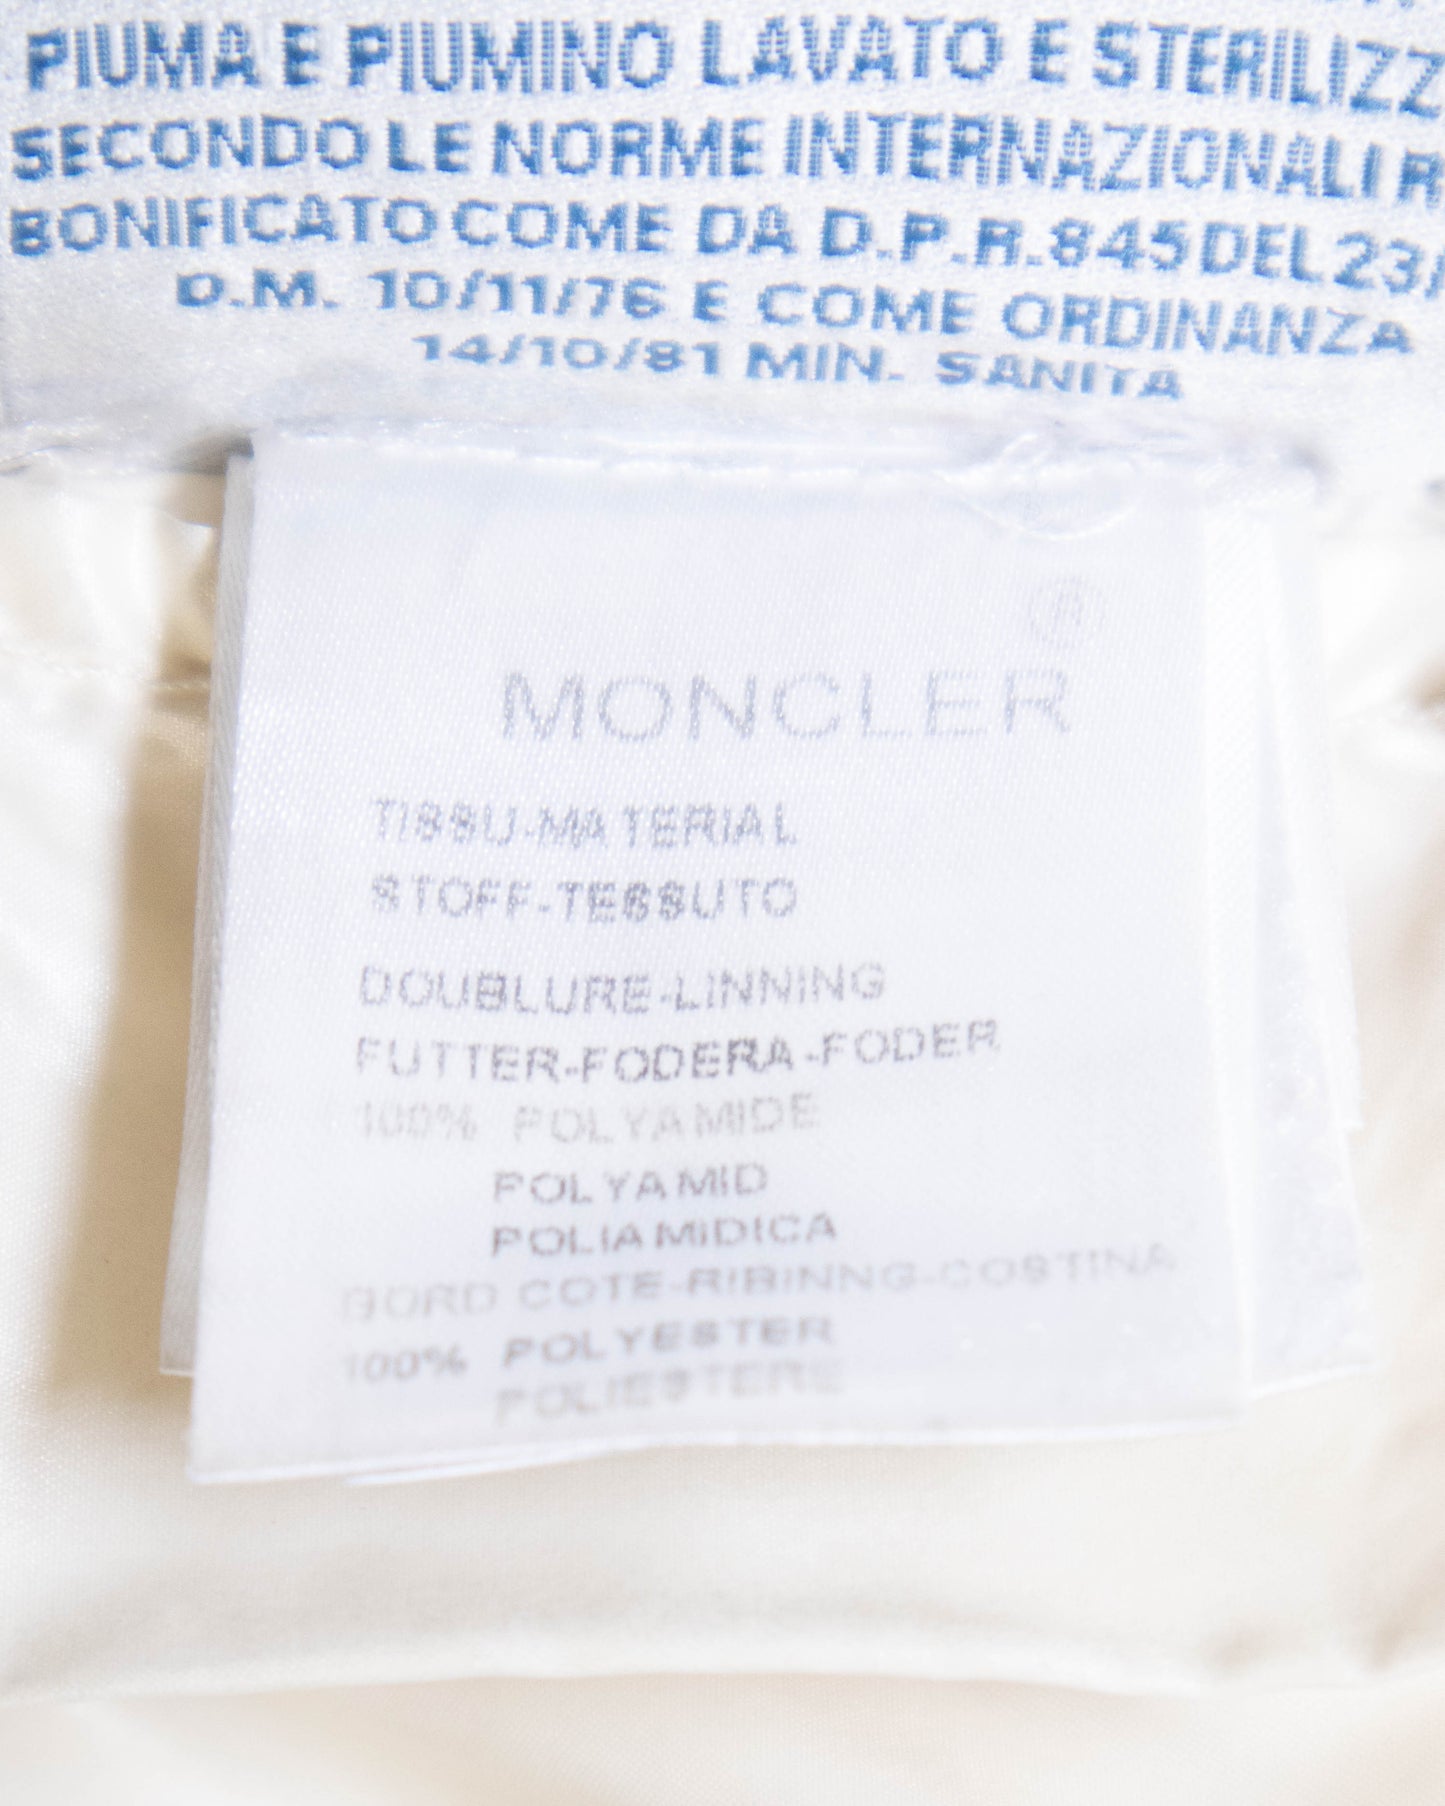 PIUMA E PIUMINO LAVATO E STERILIZZ
SECONDO LE NORME INTERNAZIONALI R
BONIFICATO COME DA D.P.R. 845 DEL 23/
D.M. 10/11/76 E COME ORDINANZA
14/10/81 MIN. SANITA
®
MONCLER
TISSU-MATERIAL
STOFF-TESSUTO
DOUBLURE-LINNING
FUTTER-FODERA-FODER
100% POLYAMIDE
POLYAMID
POLIAMIDICA
BORD COTE-RIBINNG-COSTINA
100% POLYESTER
POLIESTERE